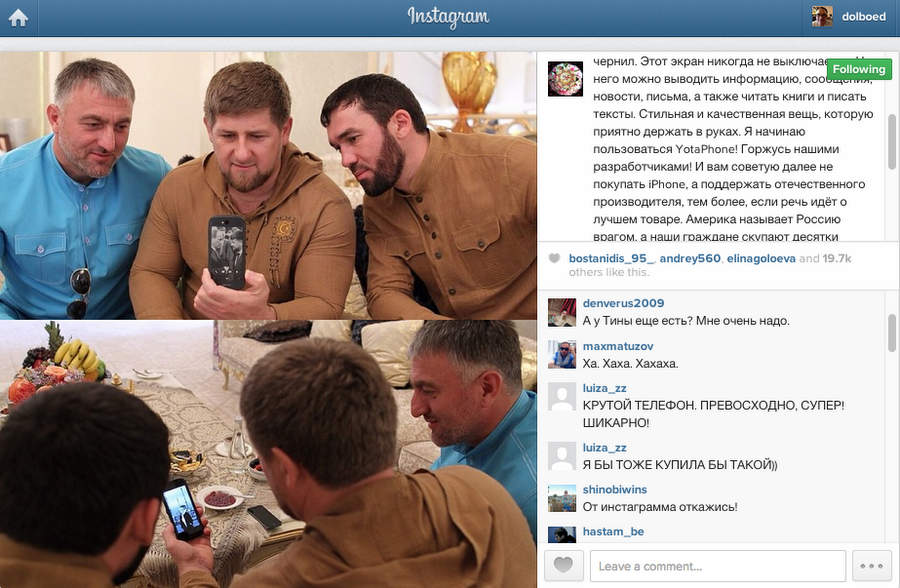 Instagram
dolboed
Following
чернил. Этот экран никогда не выключае
него можно выводить информацию, сообщения,
новости, письма, а также читать книги и писать
тексты. Стильная и качественная вещь, которую
приятно держать в руках. Я начинаю
пользоваться YotaPhone! Горжусь нашими
разработчиками! И вам советую далее не
покупать iPhone, а поддержать отечественного
производителя, тем более, если речь идёт о
лучшем товаре. Америка называет Россию
врагом, а наши граждане скупают десятки
bostanidis_95_, andrey560, elinagoloeva and 19.7k
others like this.
denverus2009
А у Тины еще есть? Мне очень надо.
maxmatuzov
Ха. Хаха. Хахаха.
luiza_zz
КРУТОЙ ТЕЛЕФОН. ПРЕВОСХОДНО, СУПЕР!
ШИКАРНО!
luiza_zz
Я БЫ ТОЖЕ КУПИЛА БЫ ТАКОЙ))
shinobiwins
От инстаграмма откажись!
hastam_be
Leave a comment...